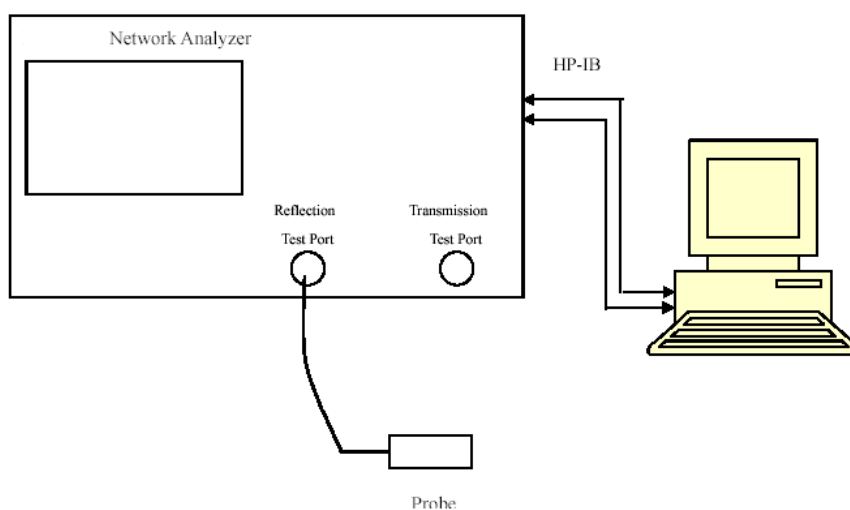 Network Analyzer
HP-IB
Reflection
Test Port
Transmission
Test Port
Probe